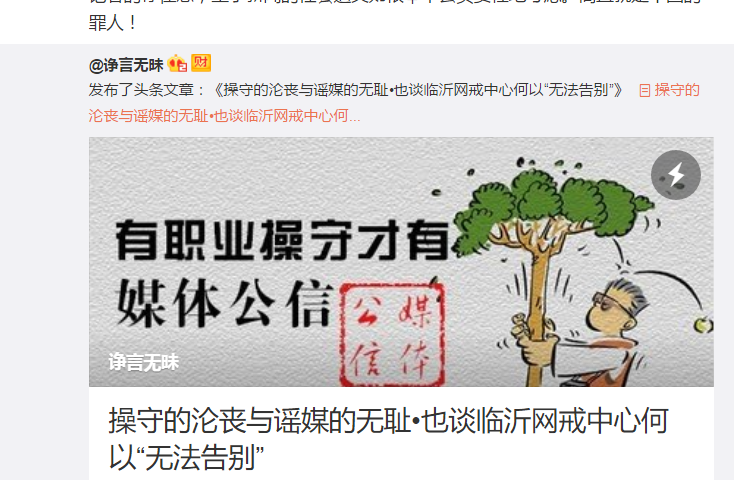 罪人！
@诤言无昧
财
发布了头条文章：《操守的沦丧与谣媒的无耻•也谈临沂网戒中心何以“无法告别”》 操守的
沦丧与谣媒的无耻•也谈临沂网戒中心何...
有职业操守才有
媒体公信
公 媒
信 体
诤言无昧
操守的沦丧与谣媒的无耻•也谈临沂网戒中心何
以“无法告别”